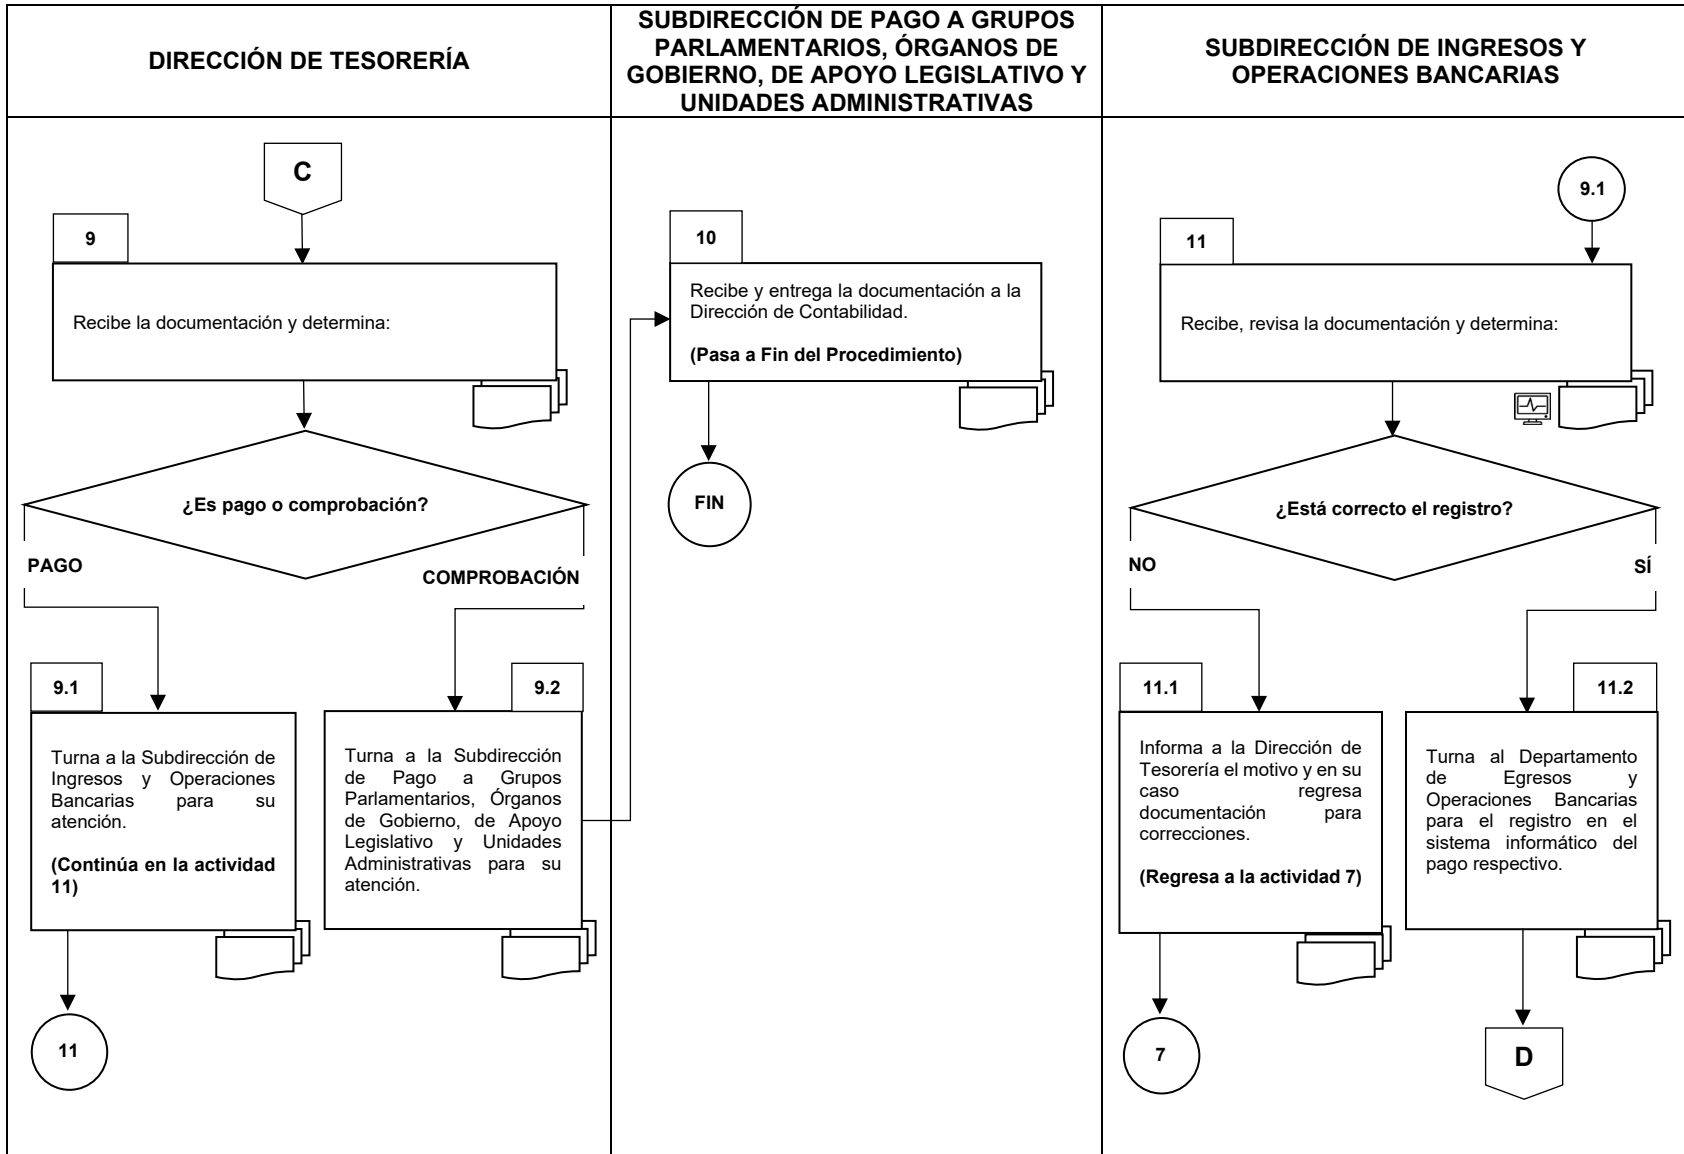 DIRECCIÓN DE TESORERÍA
SUBDIRECCIÓN DE PAGO A GRUPOS
PARLAMENTARIOS, ÓRGANOS DE
GOBIERNO, DE APOYO LEGISLATIVO Y
UNIDADES ADMINISTRATIVAS
SUBDIRECCIÓN DE INGRESOS Y
OPERACIONES BANCARIAS
C
9
Recibe la documentación y determina:
¿Es pago o comprobación?
PAGO
COMPROBACIÓN
9.1
Turna a la Subdirección de
Ingresos y Operaciones
Bancarias para su
atención.
(Continúa en la actividad
11)
11
9.2
Turna a la Subdirección
de Pago a Grupos
Parlamentarios, Órganos
de Gobierno, de Apoyo
Legislativo y Unidades
Administrativas para su
atención.
10
Recibe y entrega la documentación a la
Dirección de Contabilidad.
(Pasa a Fin del Procedimiento)
FIN
9.1
11
Recibe, revisa la documentación y determina:
¿Está correcto el registro?
NO
SÍ
11.1
Informa a la Dirección de
Tesorería el motivo y en su
caso regresa
documentación para
correcciones.
(Regresa a la actividad 7)
7
11.2
Turna al Departamento
de Egresos y
Operaciones Bancarias
para el registro en el
sistema informático del
pago respectivo.
D